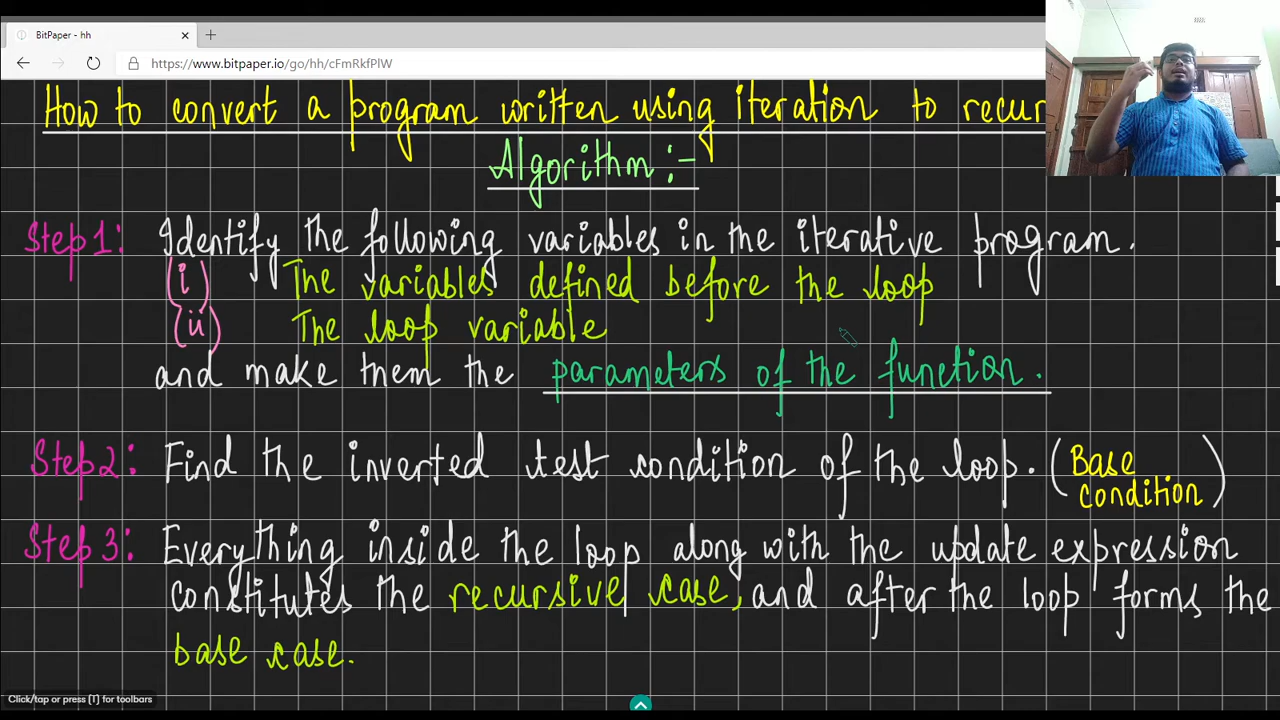 BitPaper - hh
https://www.bitpaper.io/go/hh/cFmRkfPlW
How to convert a program written using iteration to recur
Algorithm :-
Step 1: Identify the following variables in the iterative program.
(i) The variables defined before the loop
(ii) The loop variable
and make them the parameters of the function.
Step 2: Find the inverted test condition of the loop. (Base condition)
Step 3: Everything inside the loop along with the update expression
constitutes the recursive case, and after the loop forms the
base case.
Click/tap or press [1] for toolbars